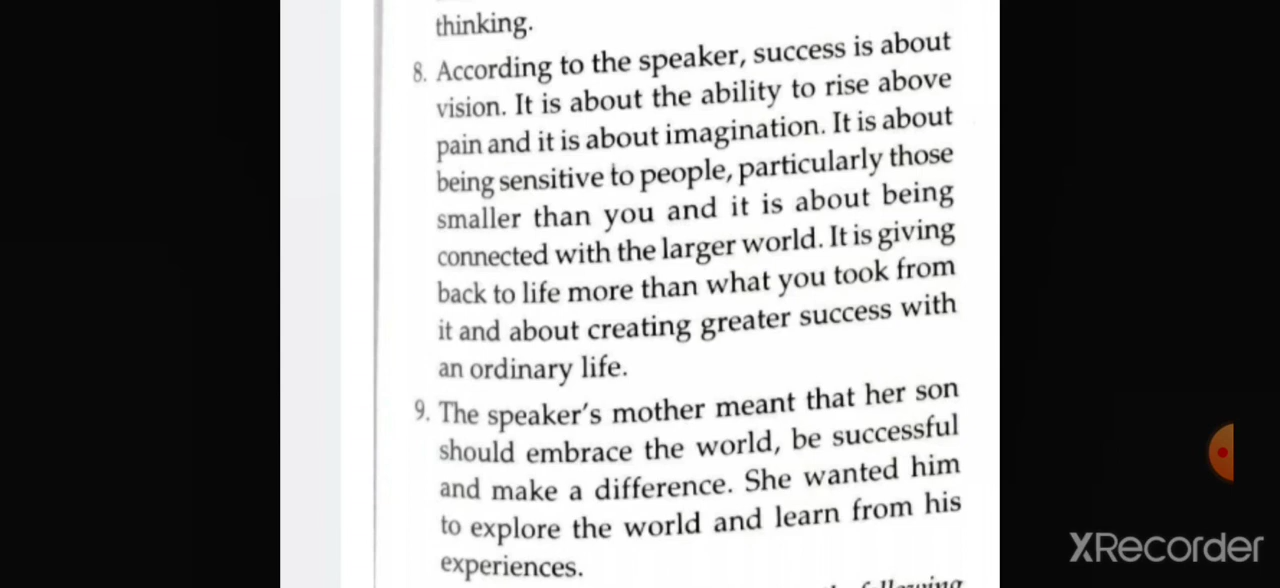 thinking.
8. According to the speaker, success is about
vision. It is about the ability to rise above
pain and it is about imagination. It is about
being sensitive to people, particularly those
smaller than you and it is about being
connected with the larger world. It is giving
back to life more than what you took from
it and about creating greater success with
an ordinary life.
9. The speaker's mother meant that her son
should embrace the world, be successful
and make a difference. She wanted him
to explore the world and learn from his
experiences.
following
XRecorder